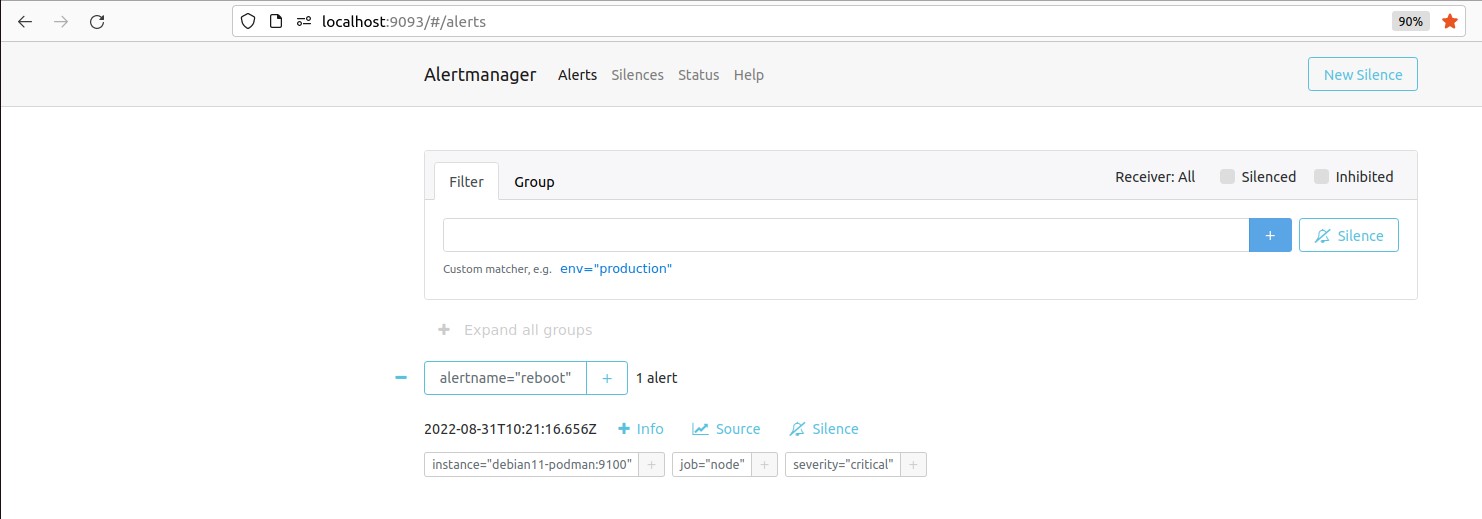 localhost:9093/#/alerts 90%
Alertmanager Alerts Silences Status Help New Silence
Filter Group Receiver: All Silenced Inhibited
+ Silence
Custom matcher, e.g. env="production"
+ Expand all groups
− alertname="reboot" + 1 alert
2022-08-31T10:21:16.656Z + Info Source Silence
instance="debian11-podman:9100" + job="node" + severity="critical" +